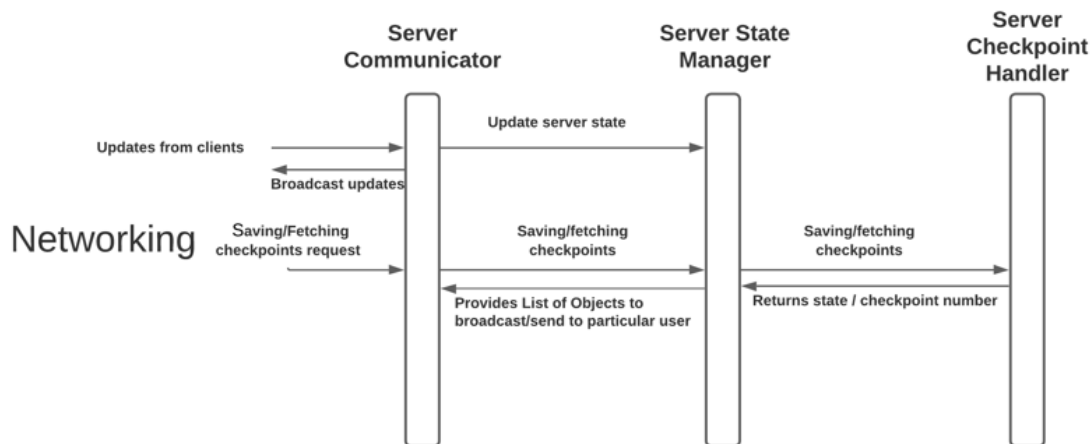 Server
Communicator
Server State
Manager
Server
Checkpoint
Handler
Update server state
Updates from clients
Broadcast updates
Networking
Saving/Fetching
checkpoints request
Saving/fetching
checkpoints
Saving/fetching
checkpoints
Provides List of Objects to
broadcast/send to particular user
Returns state / checkpoint number